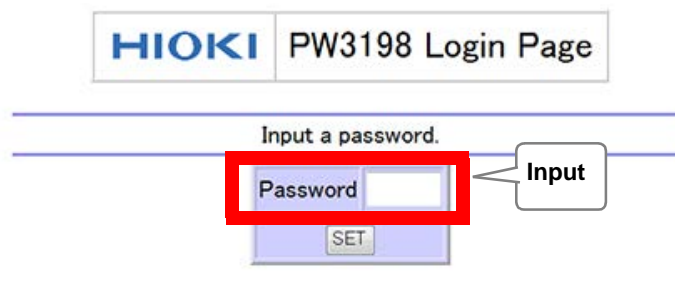 HIOKI PW3198 Login Page
Input a password.
Password
Input
SET